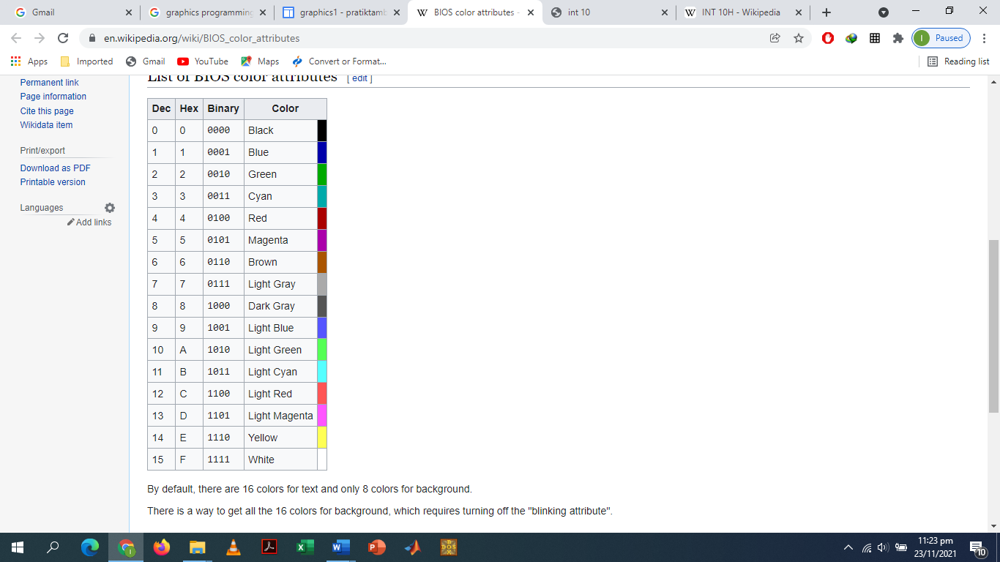 Gmail
graphics programming
graphics1 - pratiktaml
BIOS color attributes -
int 10
INT 10H - Wikipedia
en.wikipedia.org/wiki/BIOS_color_attributes
I Paused
Apps Imported Gmail YouTube Maps Convert or Format... Reading list
Permanent link
Page information
Cite this page
Wikidata item
Print/export
Download as PDF
Printable version
Languages
Add links
List of BIOS color attributes [ edit ]
Dec Hex Binary Color
0 0 0000 Black
1 1 0001 Blue
2 2 0010 Green
3 3 0011 Cyan
4 4 0100 Red
5 5 0101 Magenta
6 6 0110 Brown
7 7 0111 Light Gray
8 8 1000 Dark Gray
9 9 1001 Light Blue
10 A 1010 Light Green
11 B 1011 Light Cyan
12 C 1100 Light Red
13 D 1101 Light Magenta
14 E 1110 Yellow
15 F 1111 White
By default, there are 16 colors for text and only 8 colors for background.
There is a way to get all the 16 colors for background, which requires turning off the "blinking attribute".
11:23 pm
23/11/2021
10